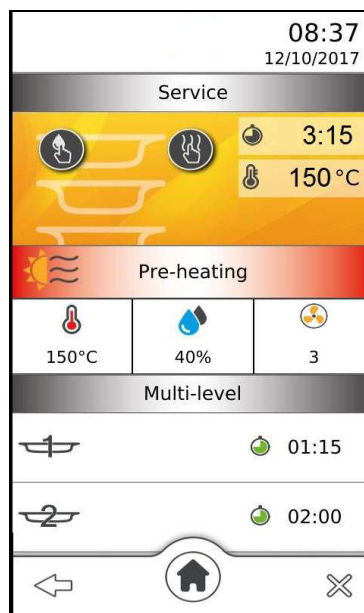 08:37
12/10/2017
Service
3:15
150 °C
Pre-heating
150°C 40% 3
Multi-level
1 01:15
2 02:00